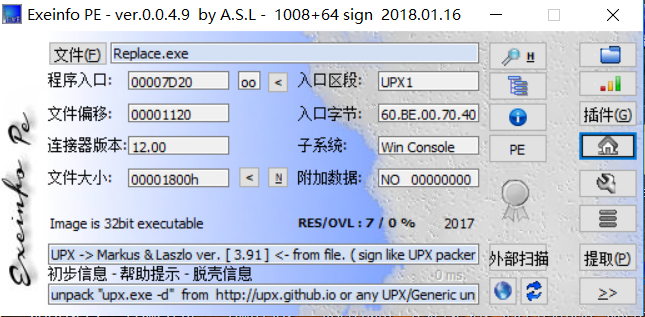 Exeinfo PE - ver.0.0.4.9 by A.S.L - 1008+64 sign 2018.01.16
文件(F) Replace.exe H
程序入口: 00007D20 oo < 入口区段: UPX1
文件偏移: 00001120 入口字节: 60.BE.00.70.40 插件(G)
连接器版本: 12.00 子系统: Win Console PE
文件大小: 00001800h < N 附加数据: NO 00000000
Image is 32bit executable RES/OVL : 7 / 0 % 2017
UPX -> Markus & Laszlo ver. [ 3.91 ] <- from file. ( sign like UPX packer 外部扫描 提取(P)
初步信息 - 帮助提示 - 脱壳信息 0 ms.
unpack "upx.exe -d" from http://upx.github.io or any UPX/Generic un >>
Exeinfo Pe